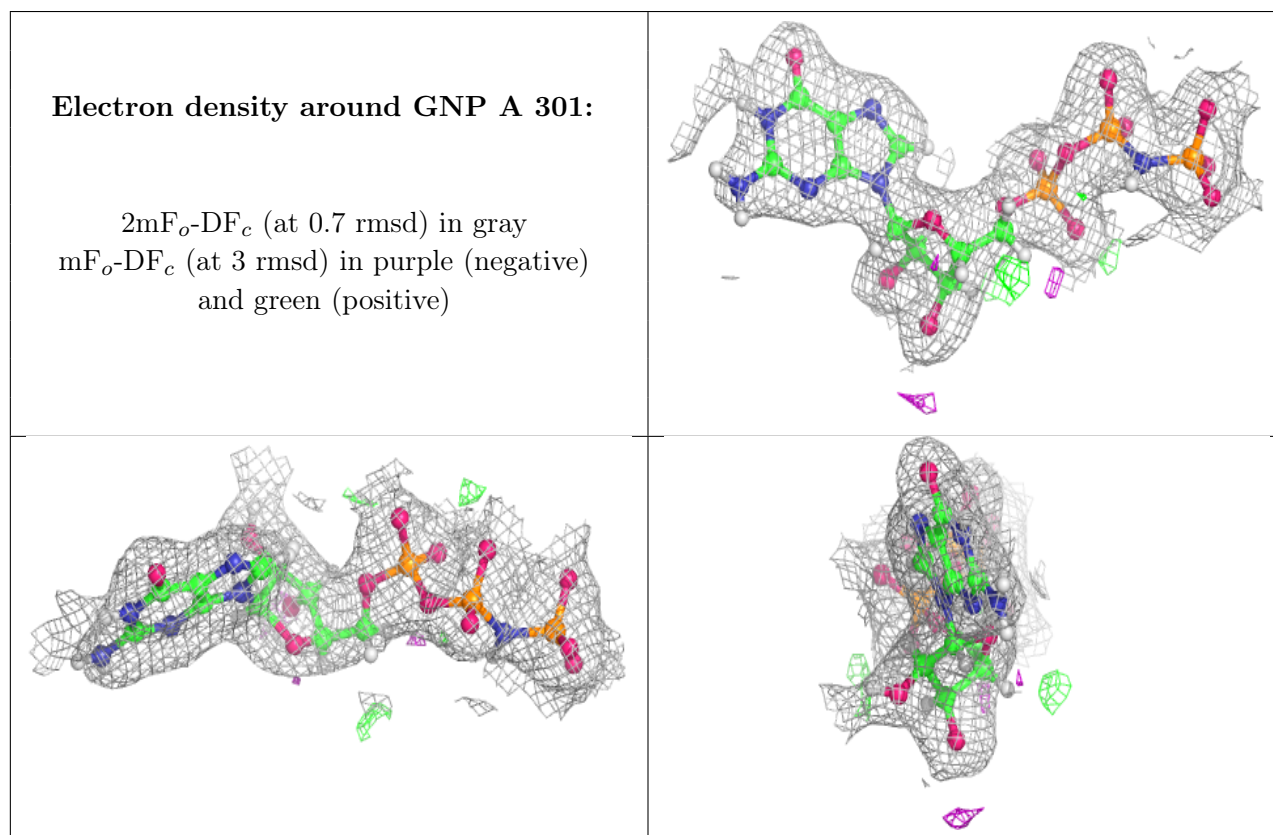 Electron density around GNP A 301:
2mFo-DFc (at 0.7 rmsd) in gray
mFo-DFc (at 3 rmsd) in purple (negative)
and green (positive)